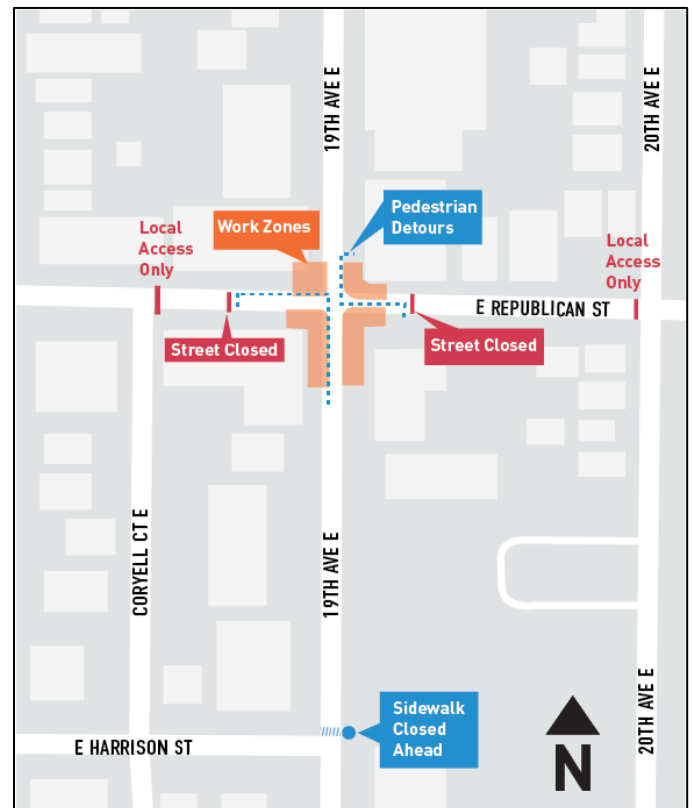 19TH AVE E
20TH AVE E
Pedestrian
Detours
Work Zones
Local
Access
Only
Local
Access
Only
E REPUBLICAN ST
Street Closed
Street Closed
CORYELL CT E
19TH AVE E
Sidewalk
Closed
Ahead
E HARRISON ST
20TH AVE E
N